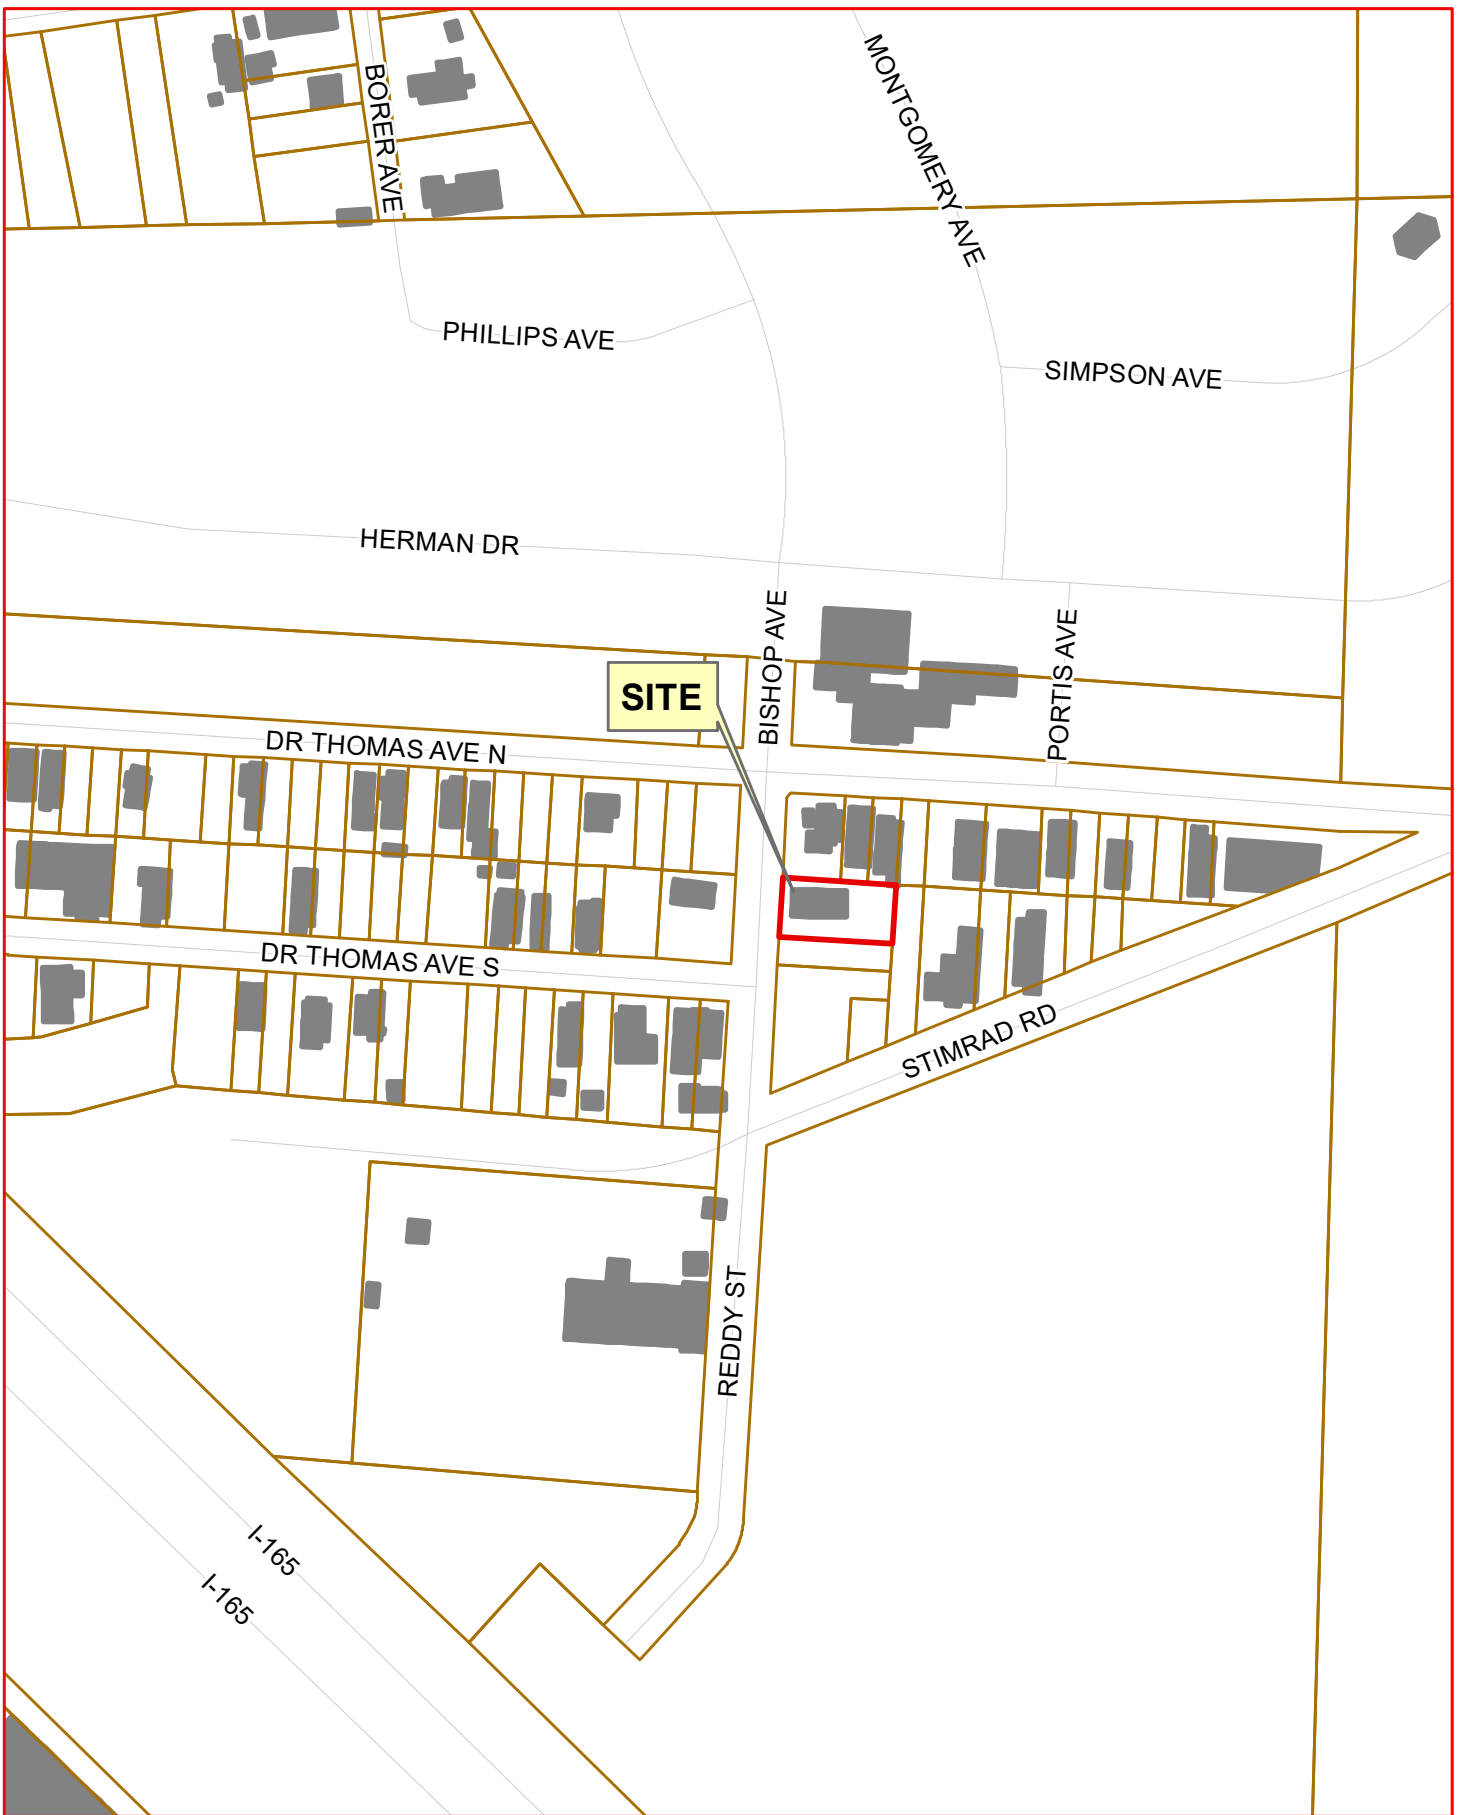 MONTGOMERY AVE
BORER AVE
PHILLIPS AVE
SIMPSON AVE
HERMAN DR
BISHOP AVE
PORTIS AVE
SITE
DR THOMAS AVE N
DR THOMAS AVE S
STIMRAD RD
REDDY ST
I-165
I-165